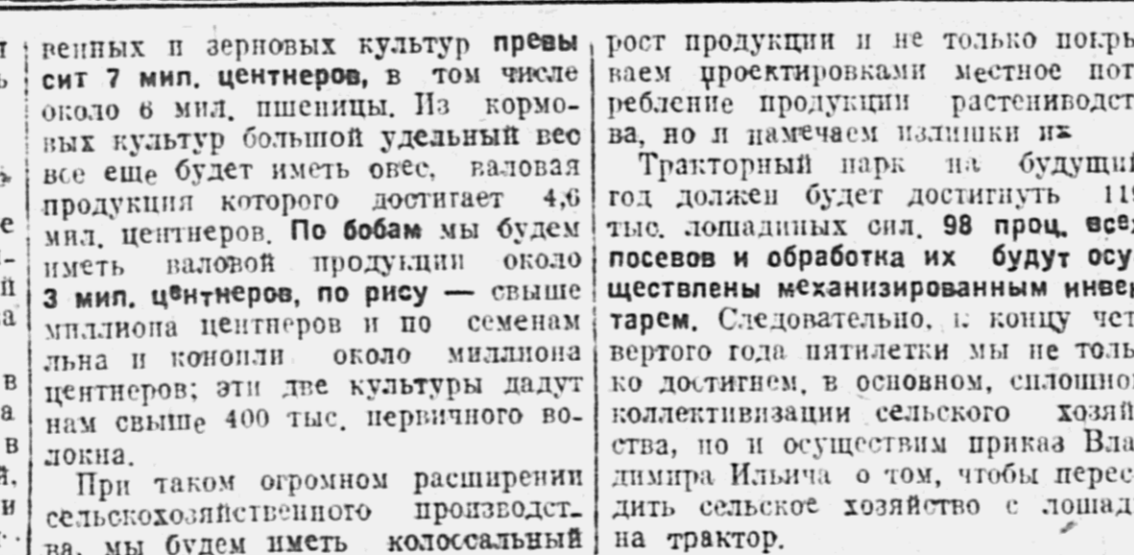 венных и зерновых культур превы
сит 7 мил. центнеров, в том числе
около 6 мил. пшеницы. Из кормо-
вых культур большой удельный вес
все еще будет иметь овес, валовая
продукция которого достигает 4,6
мил. центнеров. По бобам мы будем
иметь валовой продукции около
3 мил. центнеров, по рису — свыше
миллиона центнеров и по семенам
льна и конопли около миллиона
центнеров; эти две культуры дадут
нам свыше 400 тыс. первичного во-
локна.
При таком огромном расширении
сельскохозяйственного производст-
ва, мы будем иметь колоссальный
рост продукции и не только покры
ваем проектировками местное пот
ребление продукции растениводст
ва, но и намечаем излишки их
Тракторный парк на будущий
год должен будет достигнуть 119
тыс. лошадиных сил. 98 проц. всех
посевов и обработка их будут осу
ществлены механизированным инвен
тарем. Следовательно, к концу чет
вертого года пятилетки мы не толь
ко достигнем, в основном, сплошной
коллективизации сельского хозяй
ства, но и осуществим приказ Вла
димира Ильича о том, чтобы перес
дить сельское хозяйство с лошади
на трактор.